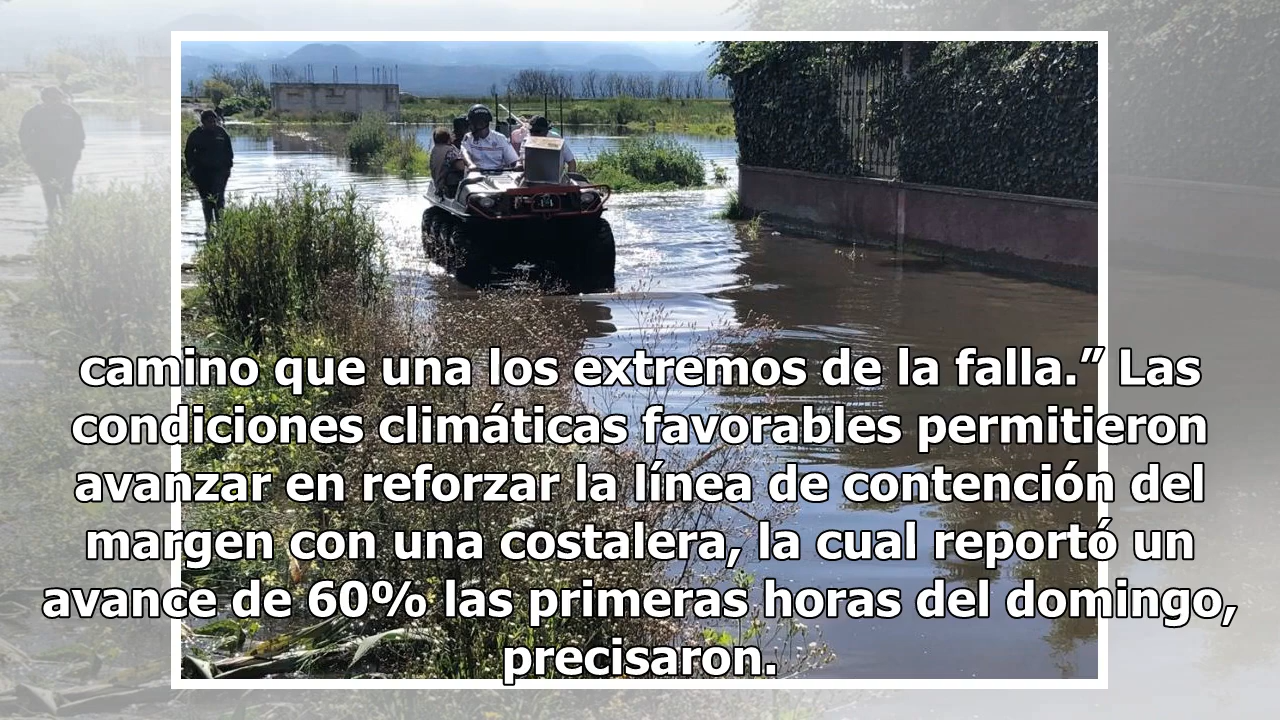 camino que una los extremos de la falla.” Las
condiciones climáticas favorables permitieron
avanzar en reforzar la línea de contención del
margen con una costalera, la cual reportó un
avance de 60% las primeras horas del domingo,
precisaron.